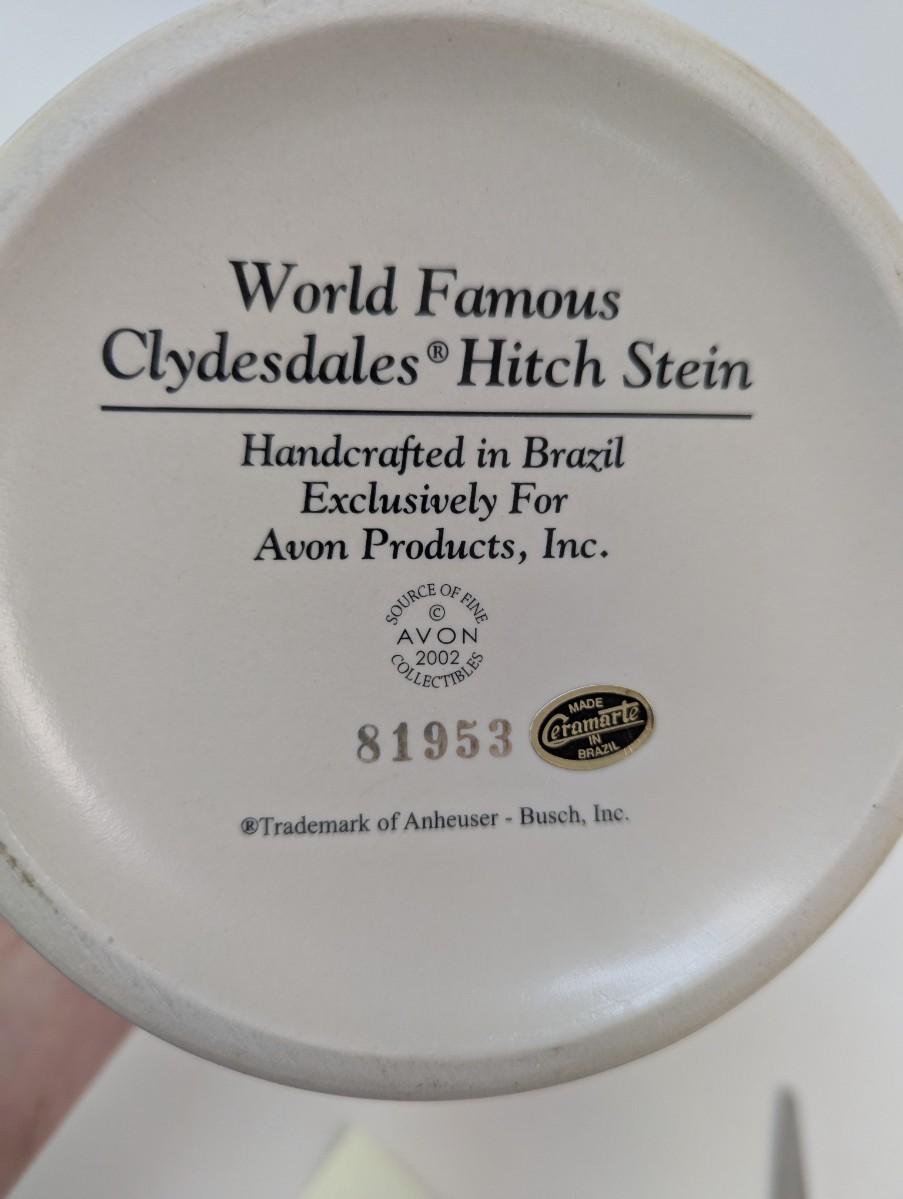 World Famous
Clydesdales® Hitch Stein
Handcrafted in Brazil
Exclusively For
Avon Products, Inc.
SOURCE OF FINE
©
AVON
2002
COLLECTIBLES
81953
MADE
Ceramarte
IN
BRAZIL
®Trademark of Anheuser - Busch, Inc.